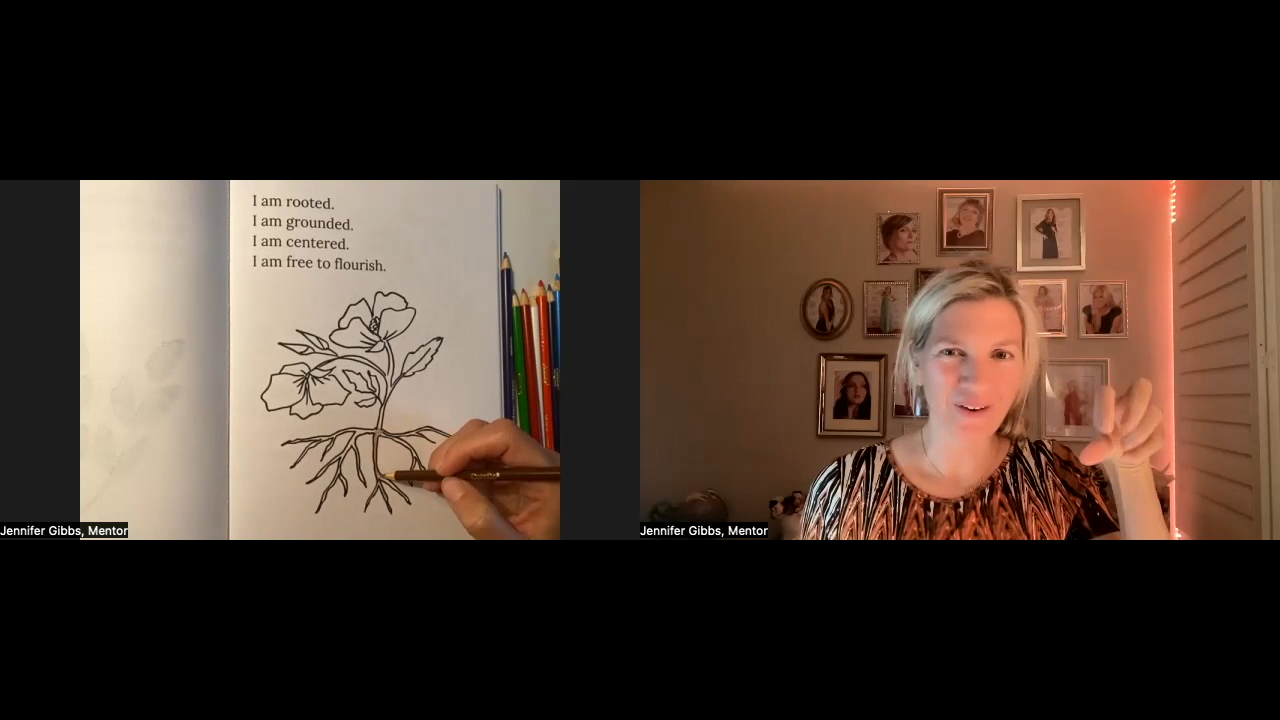 I am rooted.
I am grounded.
I am centered.
I am free to flourish.
Jennifer Gibbs, Mentor
Jennifer Gibbs, Mentor